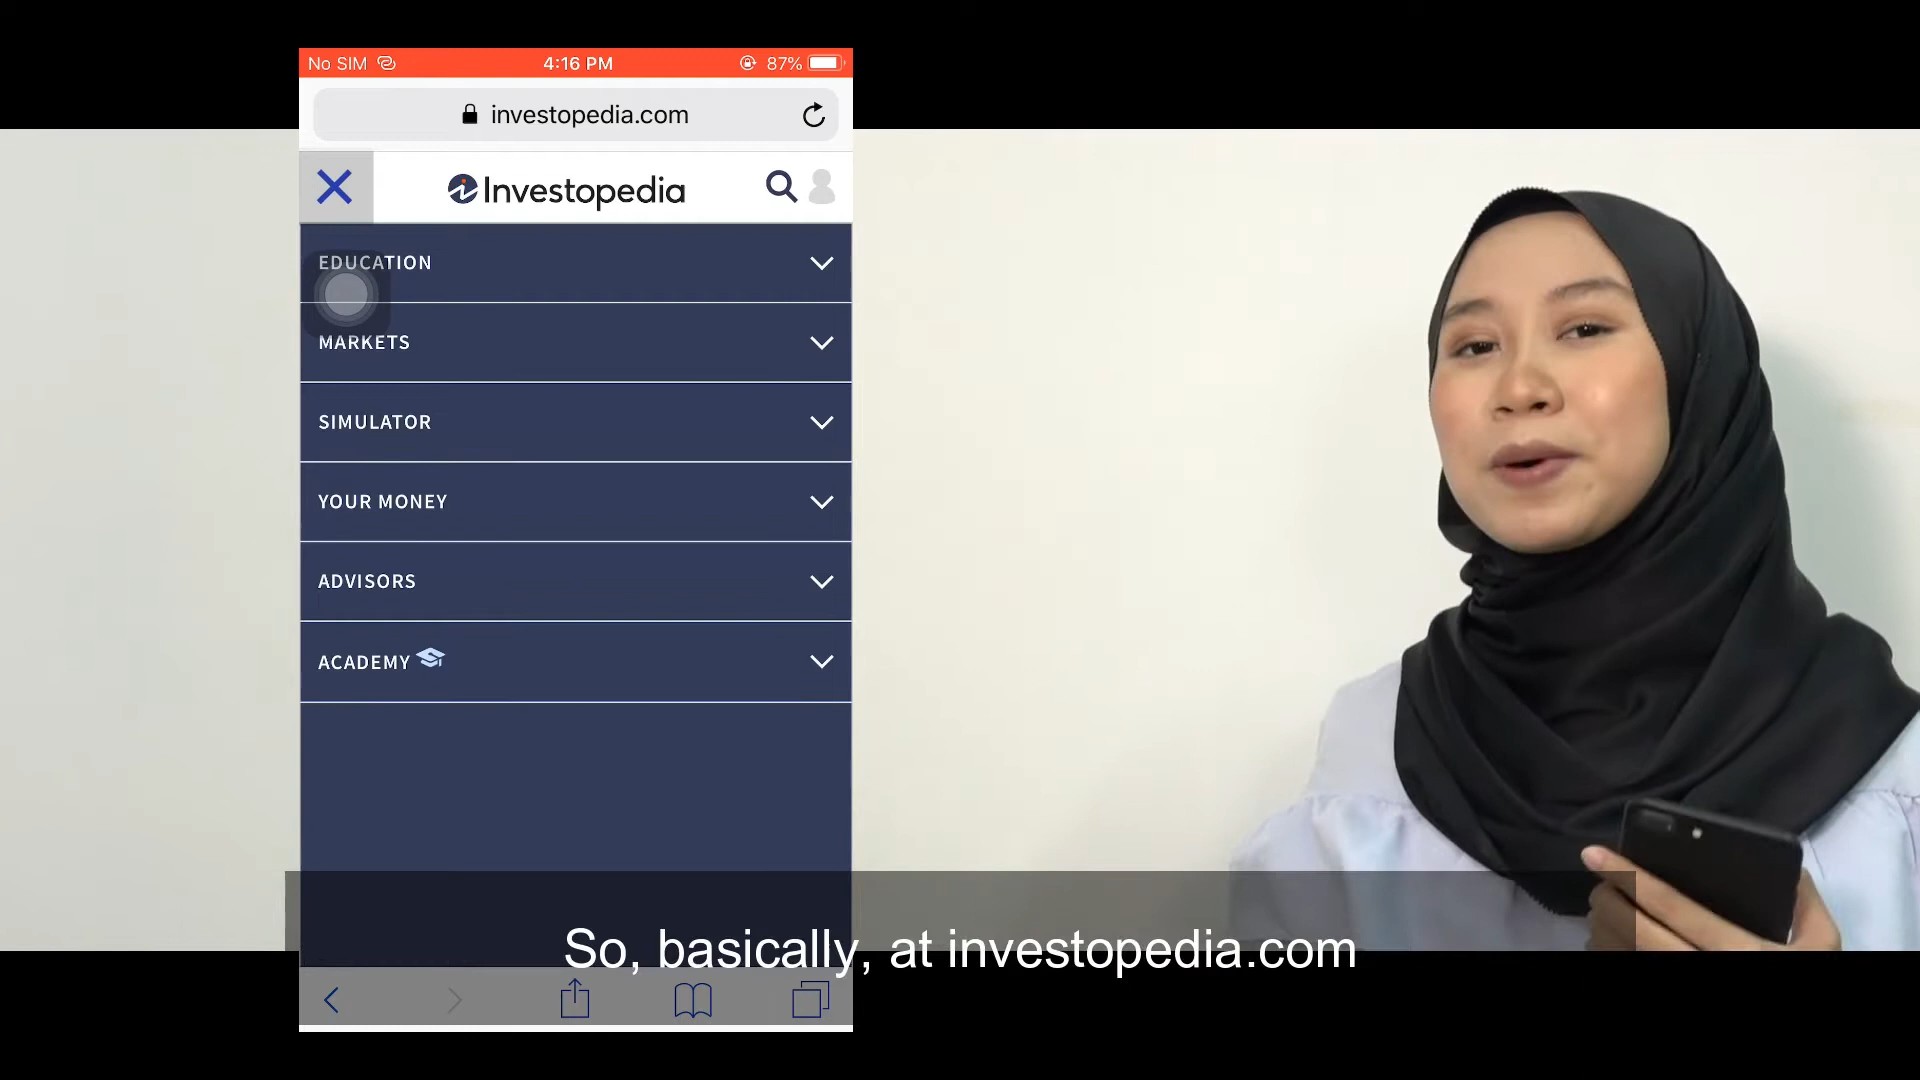 No SIM 4:16 PM 87%
investopedia.com
Investopedia
EDUCATION
MARKETS
SIMULATOR
YOUR MONEY
ADVISORS
ACADEMY
So, basically, at investopedia.com